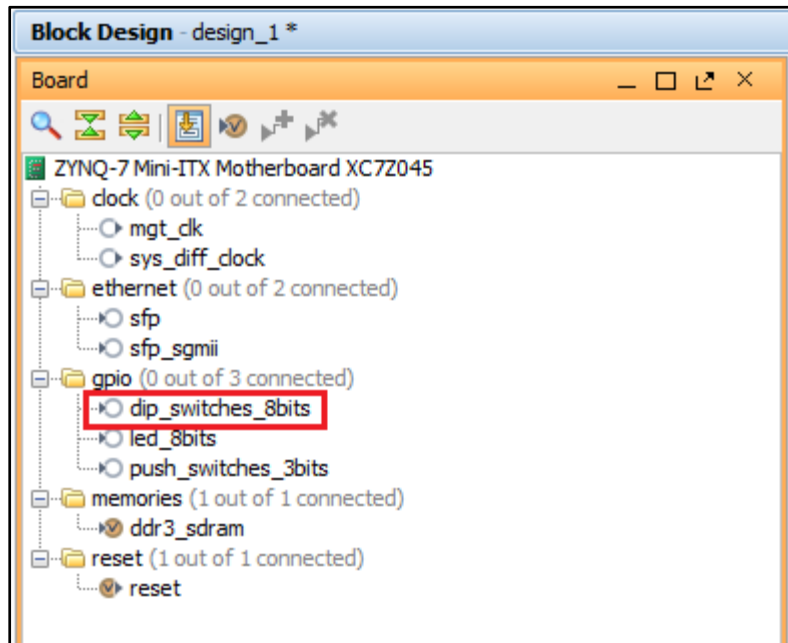 Block Design - design_1 *
Board
ZYNQ-7 Mini-ITX Motherboard XC7Z045
clock (0 out of 2 connected)
mgt_clk
sys_diff_clock
ethernet (0 out of 2 connected)
sfp
sfp_sgmii
gpio (0 out of 3 connected)
dip_switches_8bits
led_8bits
push_switches_3bits
memories (1 out of 1 connected)
ddr3_sdram
reset (1 out of 1 connected)
reset